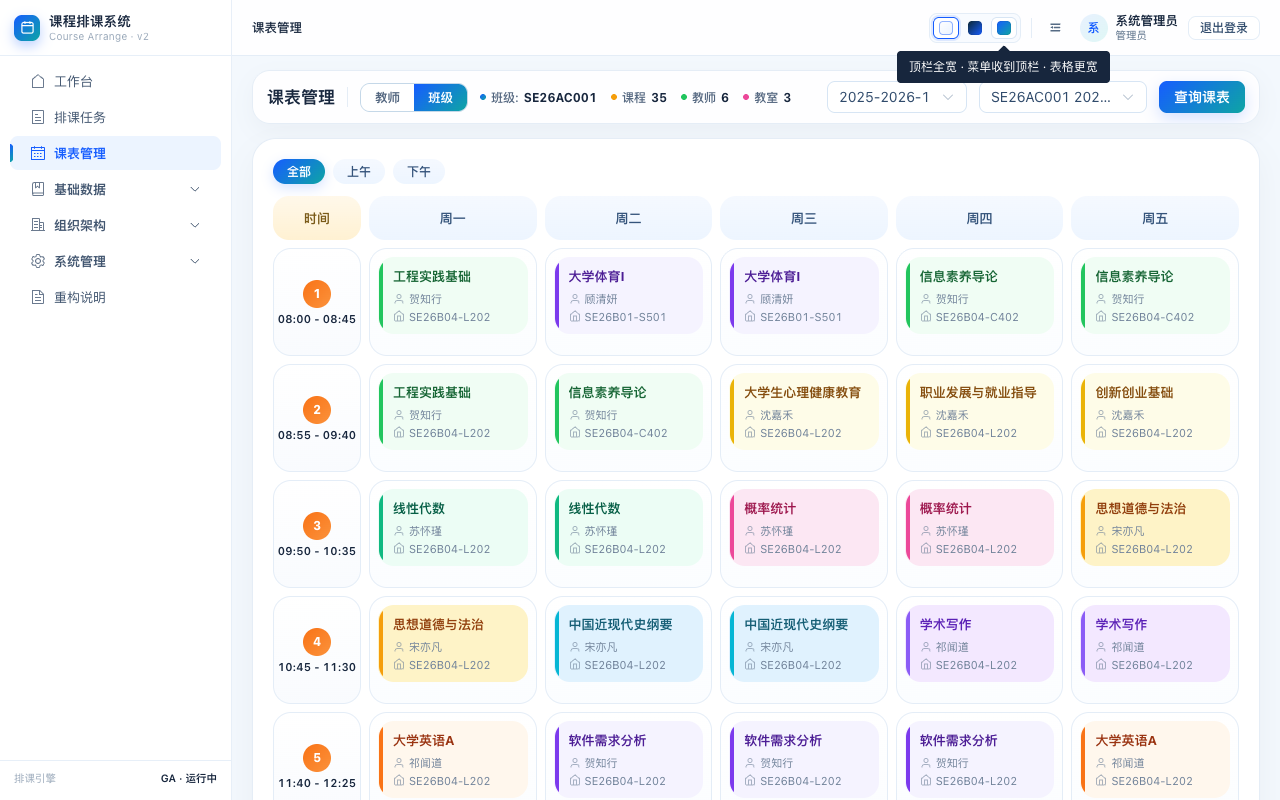 课程排课系统
Course Arrange · v2
工作台
排课任务
课表管理
基础数据
组织架构
系统管理
重构说明
排课引擎
GA · 运行中
课表管理
系
系统管理员
管理员
退出登录
顶栏全宽 · 菜单收到顶栏 · 表格更宽
课表管理
教师
班级
班级: SE26AC001
课程 35
教师 6
教室 3
2025-2026-1
SE26AC001 202...
查询课表
全部
上午
下午
时间
周一
周二
周三
周四
周五
1
08:00 - 08:45
工程实践基础
贺知行
SE26B04-L202
大学体育I
顾清妍
SE26B01-S501
大学体育I
顾清妍
SE26B01-S501
信息素养导论
贺知行
SE26B04-C402
信息素养导论
贺知行
SE26B04-C402
2
08:55 - 09:40
工程实践基础
贺知行
SE26B04-L202
信息素养导论
贺知行
SE26B04-C402
大学生心理健康教育
沈嘉禾
SE26B04-L202
职业发展与就业指导
沈嘉禾
SE26B04-L202
创新创业基础
沈嘉禾
SE26B04-L202
3
09:50 - 10:35
线性代数
苏怀瑾
SE26B04-L202
线性代数
苏怀瑾
SE26B04-L202
概率统计
苏怀瑾
SE26B04-L202
概率统计
苏怀瑾
SE26B04-L202
思想道德与法治
宋亦凡
SE26B04-L202
4
10:45 - 11:30
思想道德与法治
宋亦凡
SE26B04-L202
中国近现代史纲要
宋亦凡
SE26B04-L202
中国近现代史纲要
宋亦凡
SE26B04-L202
学术写作
祁闻道
SE26B04-L202
学术写作
祁闻道
SE26B04-L202
5
11:40 - 12:25
大学英语A
祁闻道
SE26B04-L202
软件需求分析
贺知行
SE26B04-L202
软件需求分析
贺知行
SE26B04-L202
软件需求分析
贺知行
SE26B04-L202
大学英语A
祁闻道
SE26B04-L202